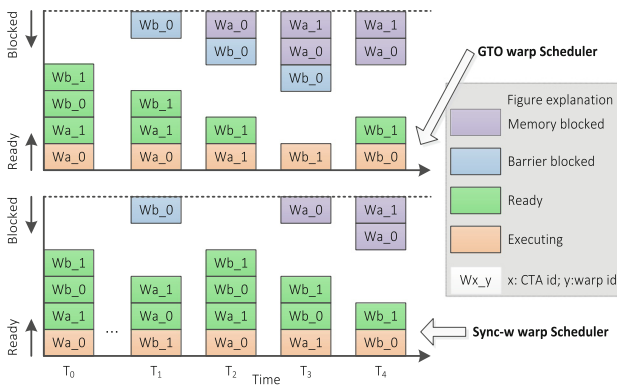 Blocked
Wb_0
Wa_0
Wa_1
Wa_1
Wb_0
Wa_0
Wa_0
Wb_0
GTO warp Scheduler
Wb_1
Wb_0
Wb_1
Wa_1
Wa_1
Wb_1
Wb_1
Wa_0
Wa_0
Wa_1
Wb_1
Wb_0
Ready
Figure explanation
Memory blocked
Barrier blocked
Ready
Executing
Wx_y x: CTA id; y:warp id
Blocked
Wb_0
Wa_0
Wa_1
Wa_0
Wb_1
Wb_1
Wb_0
Wa_1
Wb_0
Wb_1
Wa_1
Wb_1
Wa_1
Wb_0
Wb_1
Wa_0
...
Wa_0
Wa_0
Wa_1
Wb_0
Ready
Sync-w warp Scheduler
T0 T1 T2 T3 T4
Time